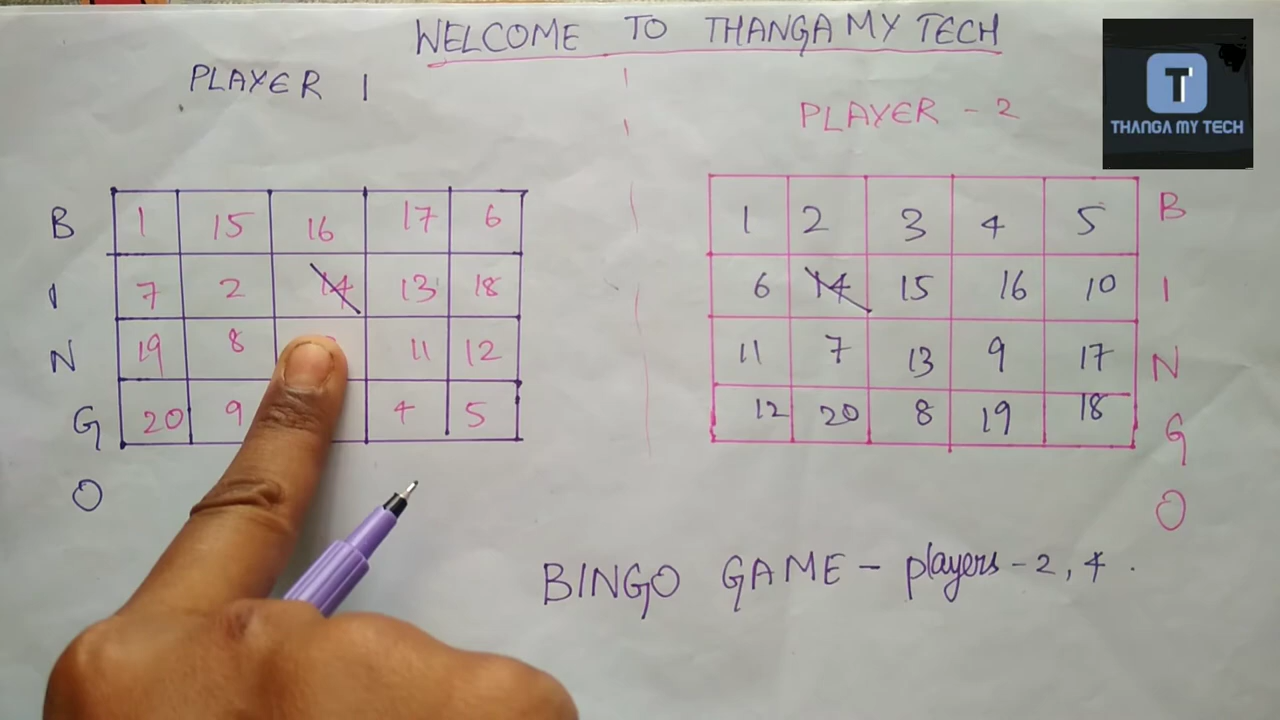 WELCOME TO THANGA MY TECH
T
THANGA MY TECH
PLAYER 1
B 1 15 16 17 6
I 7 2 14 13 18
N 19 8 11 12
G 20 9 4 5
O
PLAYER - 2
1 2 3 4 5 B
6 14 15 16 10 I
11 7 13 9 17 N
12 20 8 19 18 G
O
BINGO GAME - players - 2, 4 .